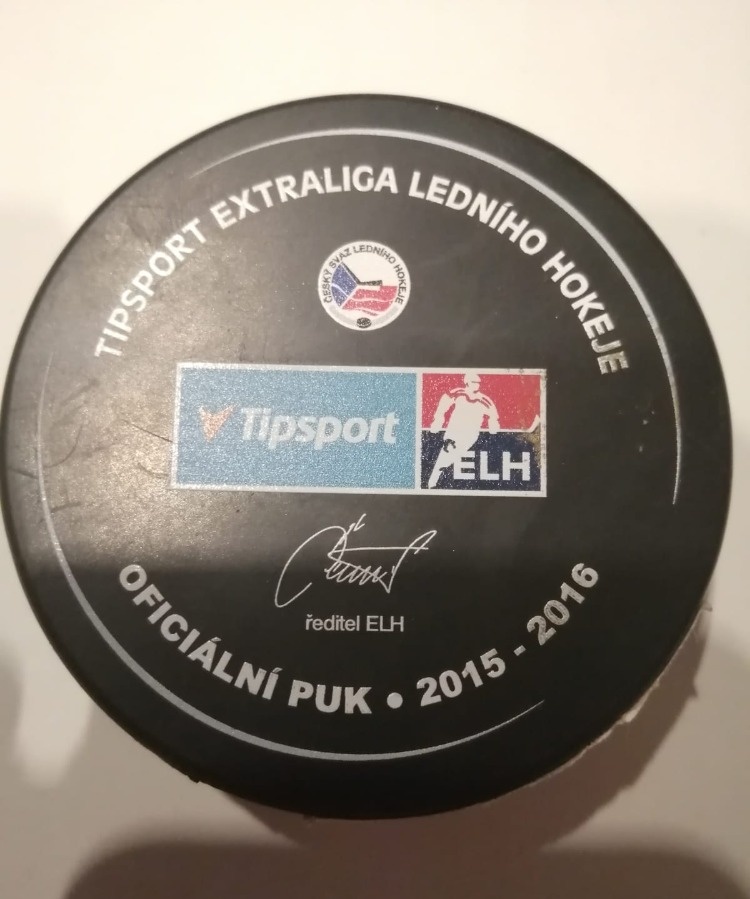 TIPSPORT EXTRALIGA LEDNÍHO HOKEJE
ČESKÝ SVAZ LEDNÍHO HOKEJE
Tipsport
ELH
ředitel ELH
OFICIÁLNÍ PUK • 2015 - 2016